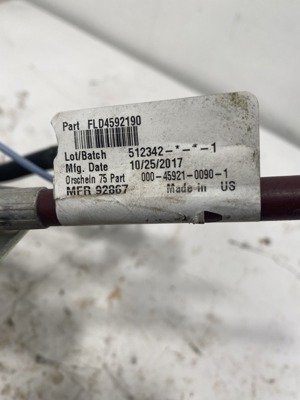 Part FLD4592190
Lot/Batch 512342-*-*-1
Mfg. Date 10/25/2017
Orschein 75 Part 000-45921-0090-1
MFR 92867 Made in US